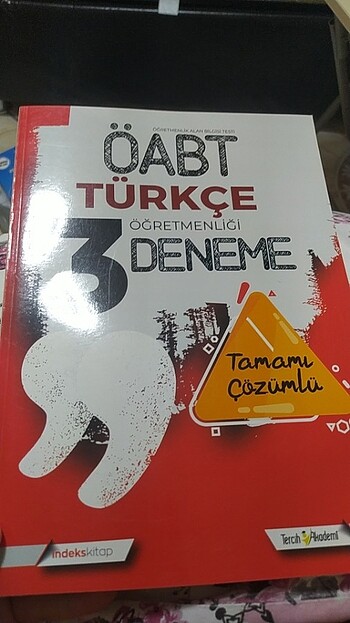 ÖĞRETMENLİK ALAN BİLGİSİ TESTİ
ÖABT
TÜRKÇE
ÖĞRETMENLİĞİ
3 DENEME
Tamamı
Çözümlü
indekskitap
Tercih Akademi